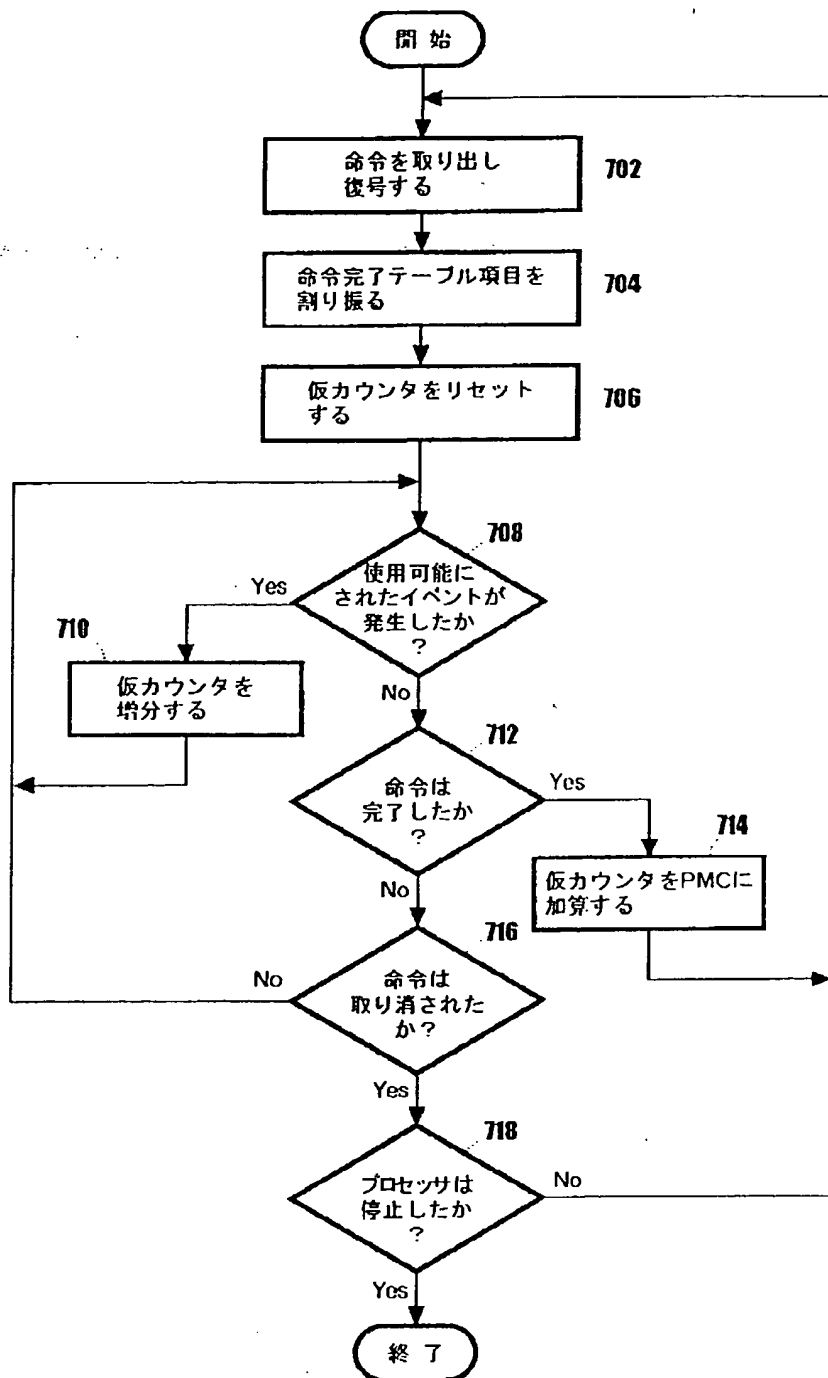 開始
命令を取り出し
復号する
702
命令完了テーブル項目を
割り振る
704
仮カウンタをリセット
する
706
708
使用可能に
されたイベントが
発生したか
?
Yes
No
710
仮カウンタを
増分する
712
命令は
完了したか
?
Yes
No
714
仮カウンタをPMCに
加算する
716
命令は
取り消された
か?
No
Yes
718
プロセッサは
停止したか
?
No
Yes
終了